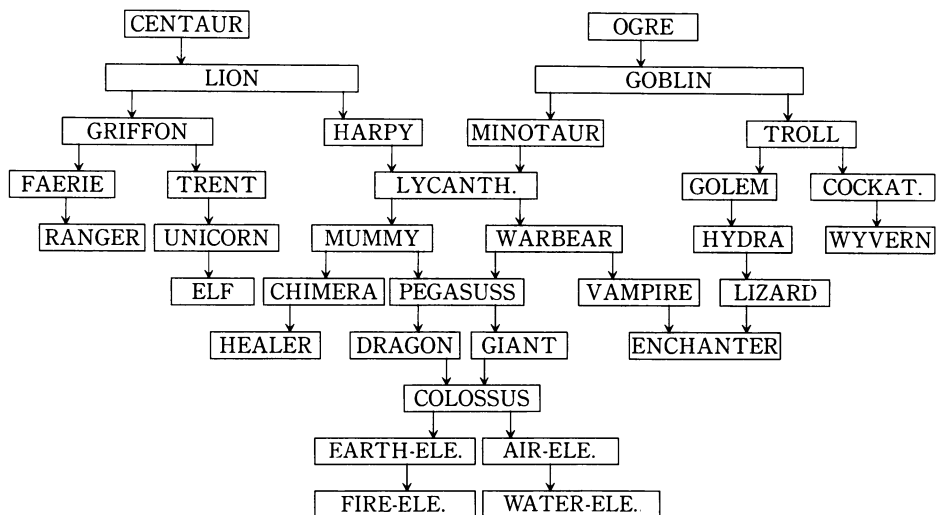 CENTAUR
OGRE
LION
GOBLIN
GRIFFON
HARPY
MINOTAUR
TROLL
FAERIE
TRENT
LYCANTH.
GOLEM
COCKAT.
RANGER
UNICORN
MUMMY
WARBEAR
HYDRA
WYVERN
ELF
CHIMERA
PEGASUSS
VAMPIRE
LIZARD
HEALER
DRAGON
GIANT
ENCHANTER
COLOSSUS
EARTH-ELE.
AIR-ELE.
FIRE-ELE.
WATER-ELE.